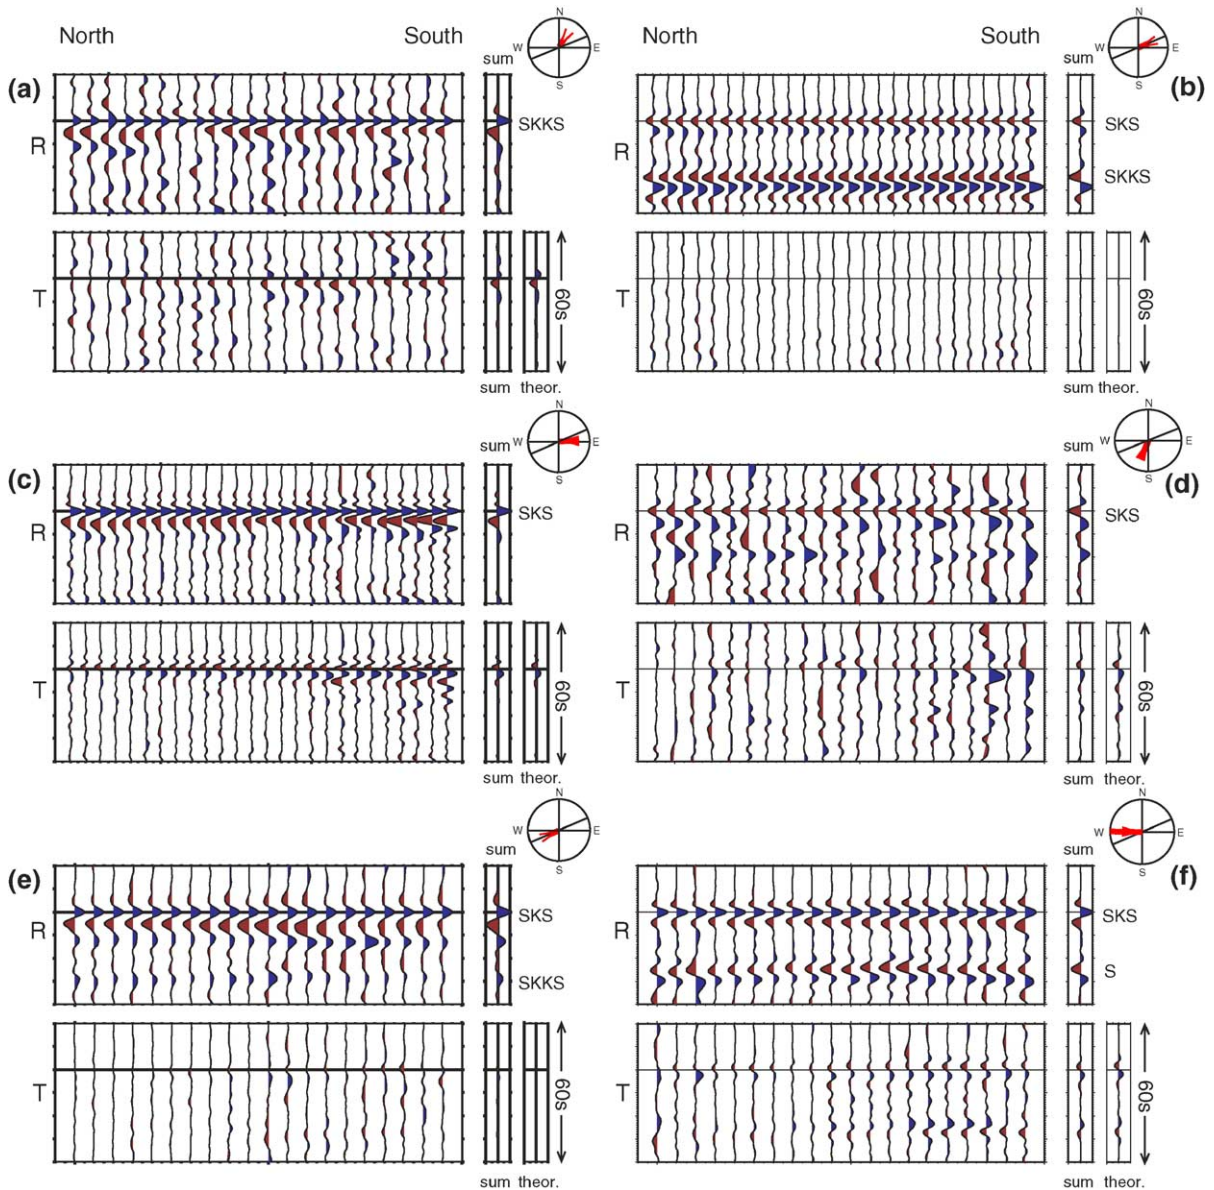 North South
sum
N
W E
S
(a)
R
SKKS
T
60s
sum theor.
North South
sum
N
W E
S
(b)
R
SKS
SKKS
T
60s
sum theor.
(c)
sum
N
W E
S
R
SKS
T
60s
sum theor.
sum
N
W E
S
(d)
R
SKS
T
60s
sum theor.
(e)
sum
N
W E
S
R
SKS
SKKS
T
60s
sum theor.
sum
N
W E
S
(f)
R
SKS
S
T
60s
sum theor.